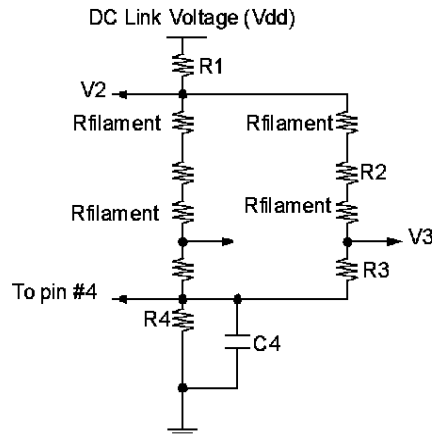 DC Link Voltage (Vdd)
R1
V2
Rfilament Rfilament
R2
Rfilament Rfilament
V3
R3
To pin #4
R4
C4